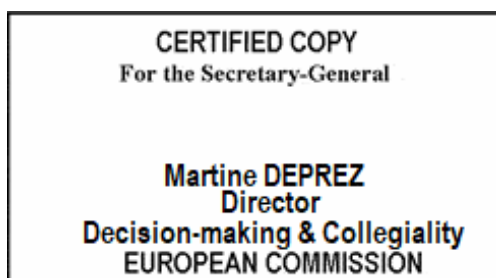 CERTIFIED COPY
For the Secretary-General
Martine DEPREZ
Director
Decision-making & Collegiality
EUROPEAN COMMISSION